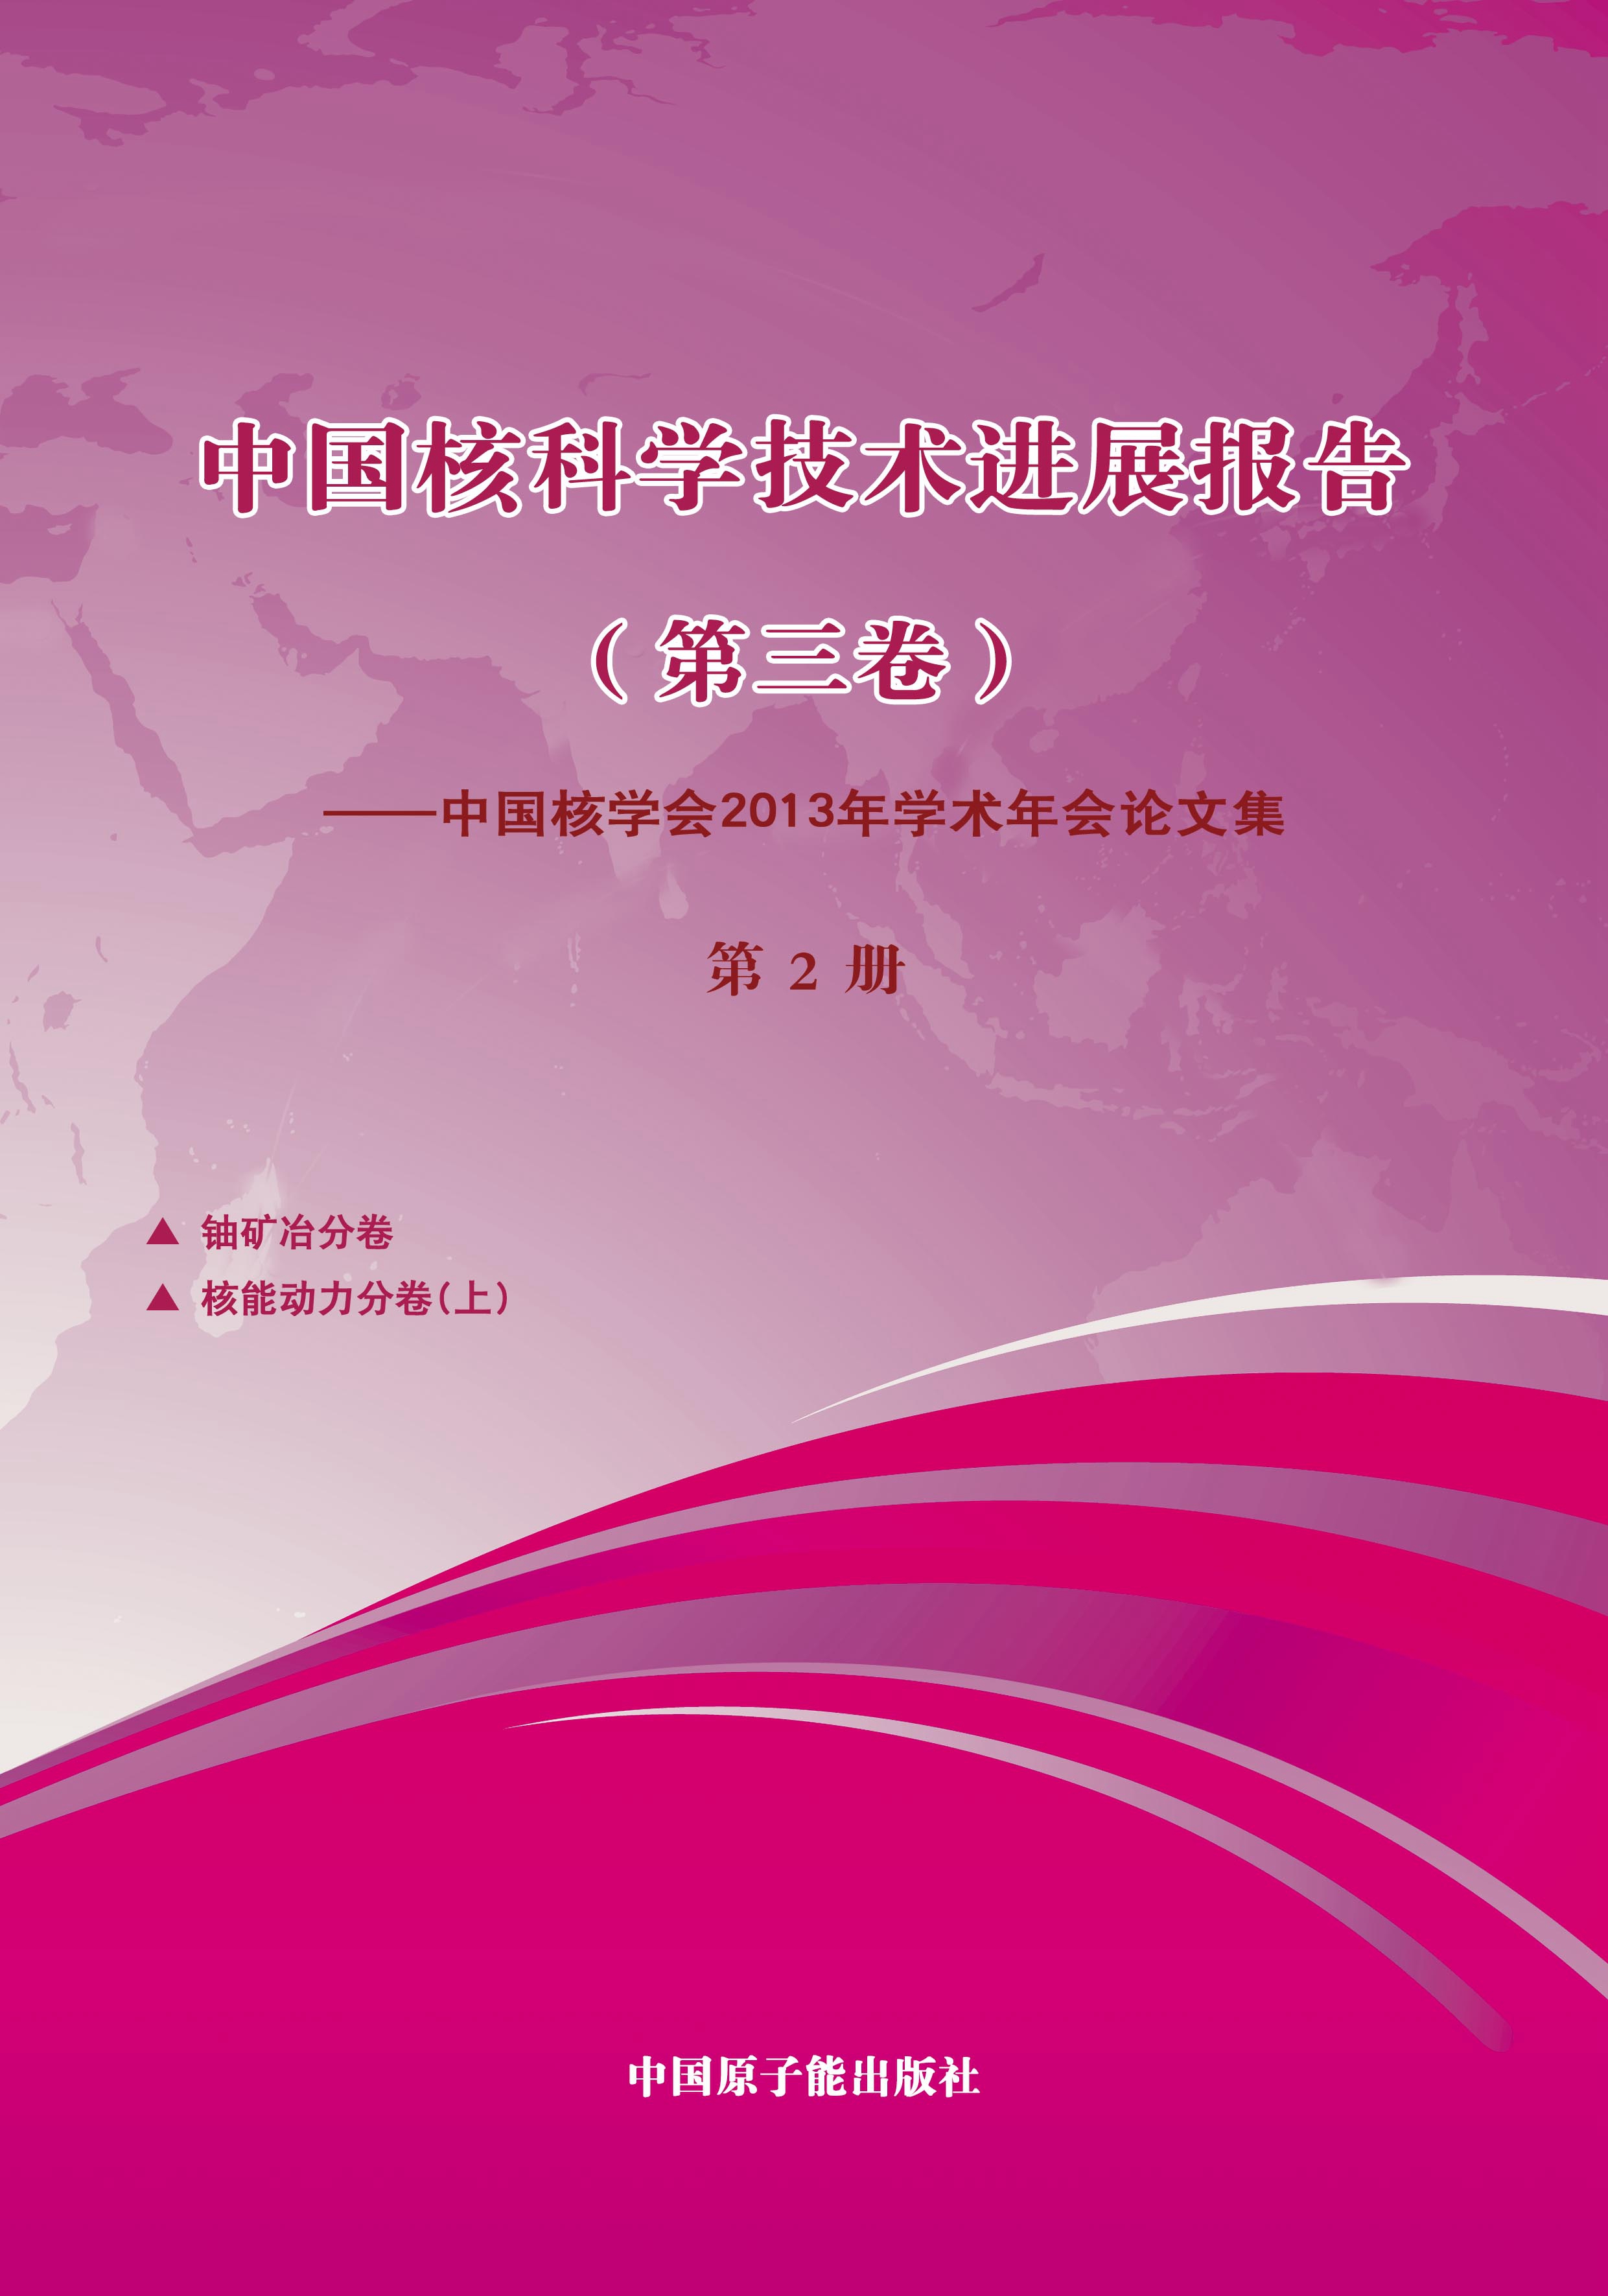 中国核科学技术进展报告
（第三卷）
——中国核学会2013年学术年会论文集
第 2 册
▲ 铀矿冶分卷
▲ 核能动力分卷（上）
中国原子能出版社